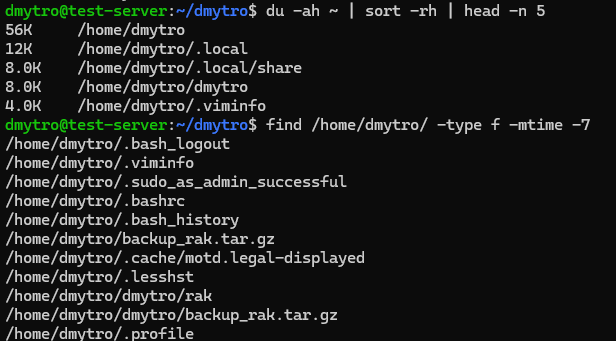 dmytro@test-server:~/dmytro$ du -ah ~ | sort -rh | head -n 5
56K /home/dmytro
12K /home/dmytro/.local
8.0K /home/dmytro/.local/share
8.0K /home/dmytro/dmytro
4.0K /home/dmytro/.viminfo
dmytro@test-server:~/dmytro$ find /home/dmytro/ -type f -mtime -7
/home/dmytro/.bash_logout
/home/dmytro/.viminfo
/home/dmytro/.sudo_as_admin_successful
/home/dmytro/.bashrc
/home/dmytro/.bash_history
/home/dmytro/backup_rak.tar.gz
/home/dmytro/.cache/motd.legal-displayed
/home/dmytro/.lesshst
/home/dmytro/dmytro/rak
/home/dmytro/dmytro/backup_rak.tar.gz
/home/dmytro/.profile